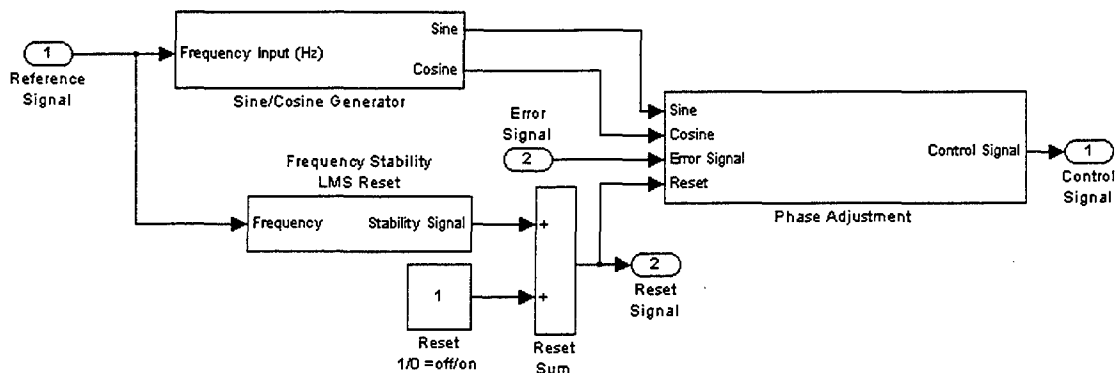 1
Reference
Signal
Frequency Input (Hz)
Sine
Cosine
Sine/Cosine Generator
Error
Signal
2
Sine
Cosine
Error Signal
Reset
Control Signal
Phase Adjustment
1
Control
Signal
Frequency Stability
LMS Reset
Frequency
Stability Signal
+
+
1
Reset
1/0 =off/on
Reset
Sum
2
Reset
Signal